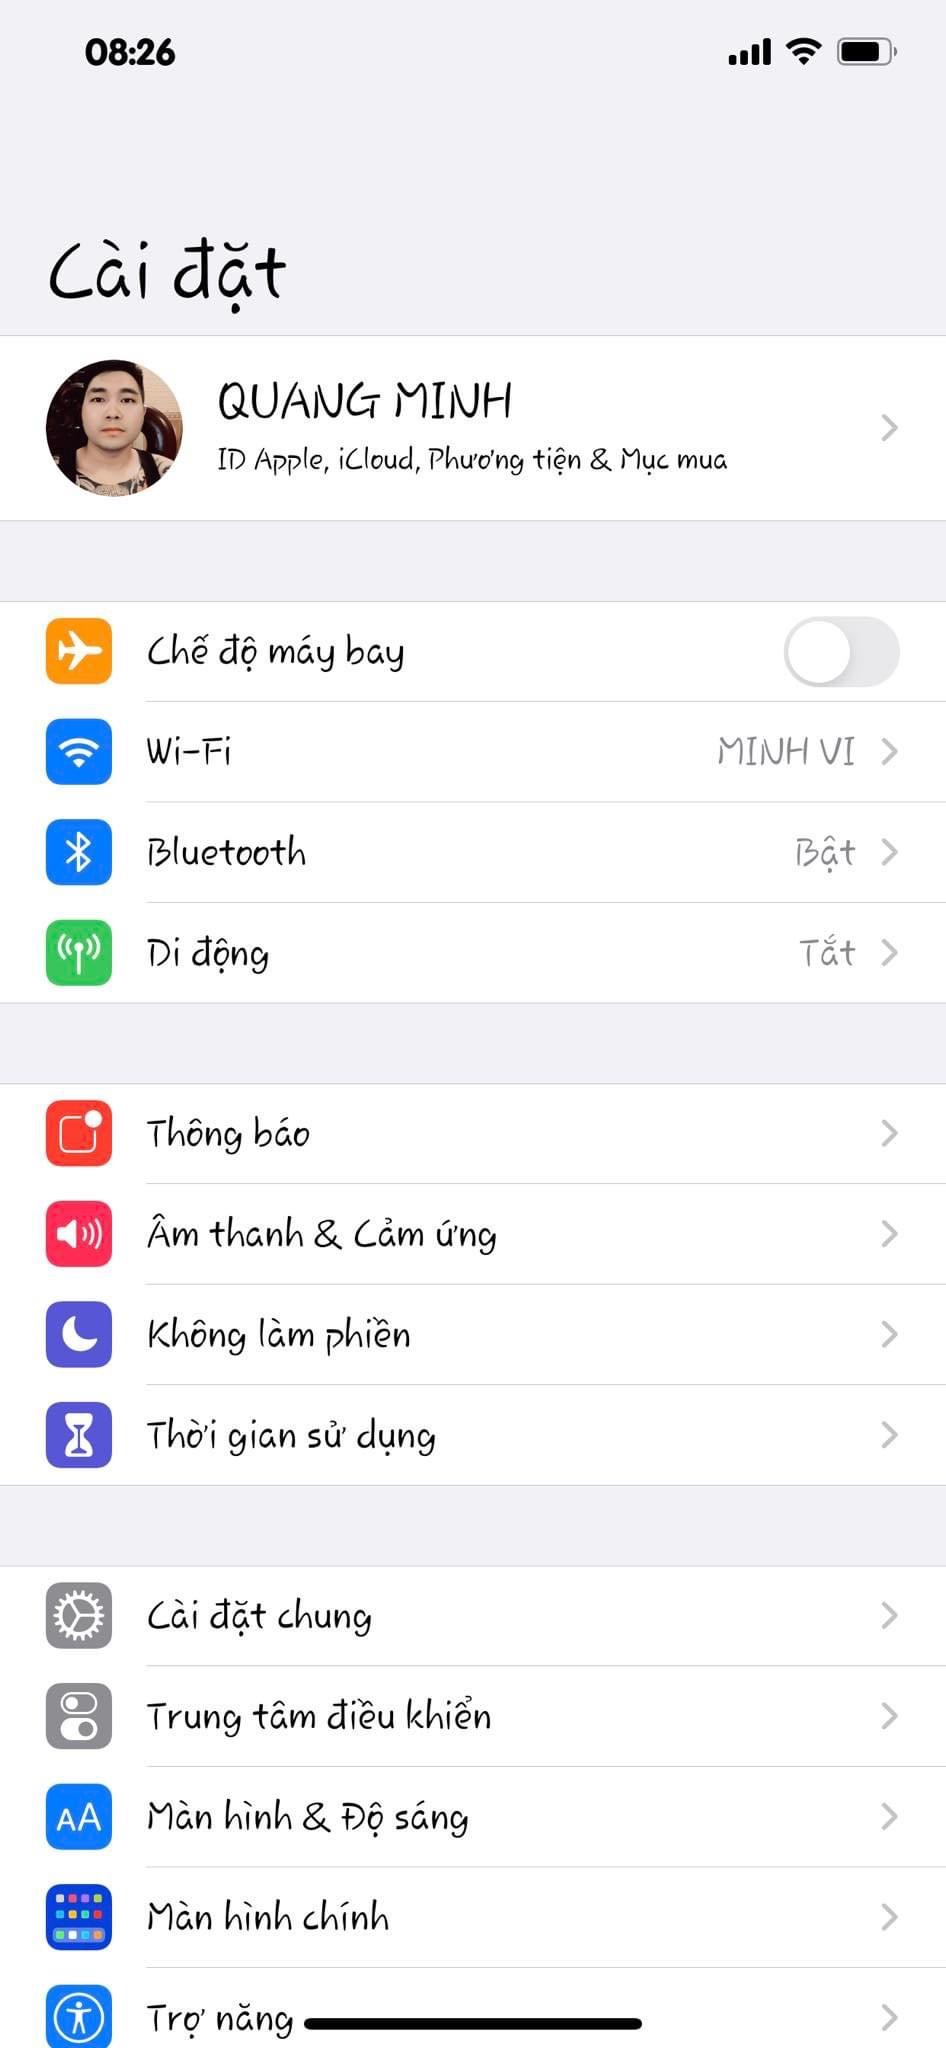 08:26
Cài đặt
QUANG MINH
ID Apple, iCloud, Phương tiện & Mục mua
Chế độ máy bay
Wi-Fi MINH VI
Bluetooth Bật
Di động Tắt
Thông báo
Âm thanh & Cảm ứng
Không làm phiền
Thời gian sử dụng
Cài đặt chung
Trung tâm điều khiển
AA Màn hình & Độ sáng
Màn hình chính
Trợ năng